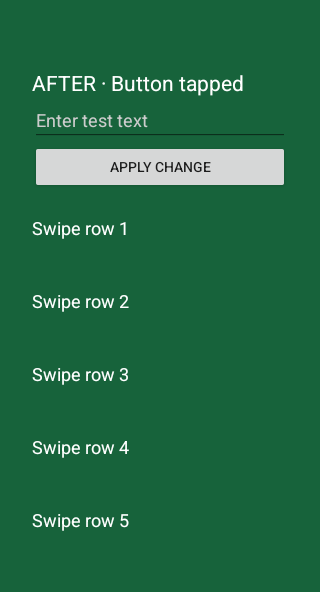 AFTER · Button tapped
Enter test text
APPLY CHANGE
Swipe row 1
Swipe row 2
Swipe row 3
Swipe row 4
Swipe row 5